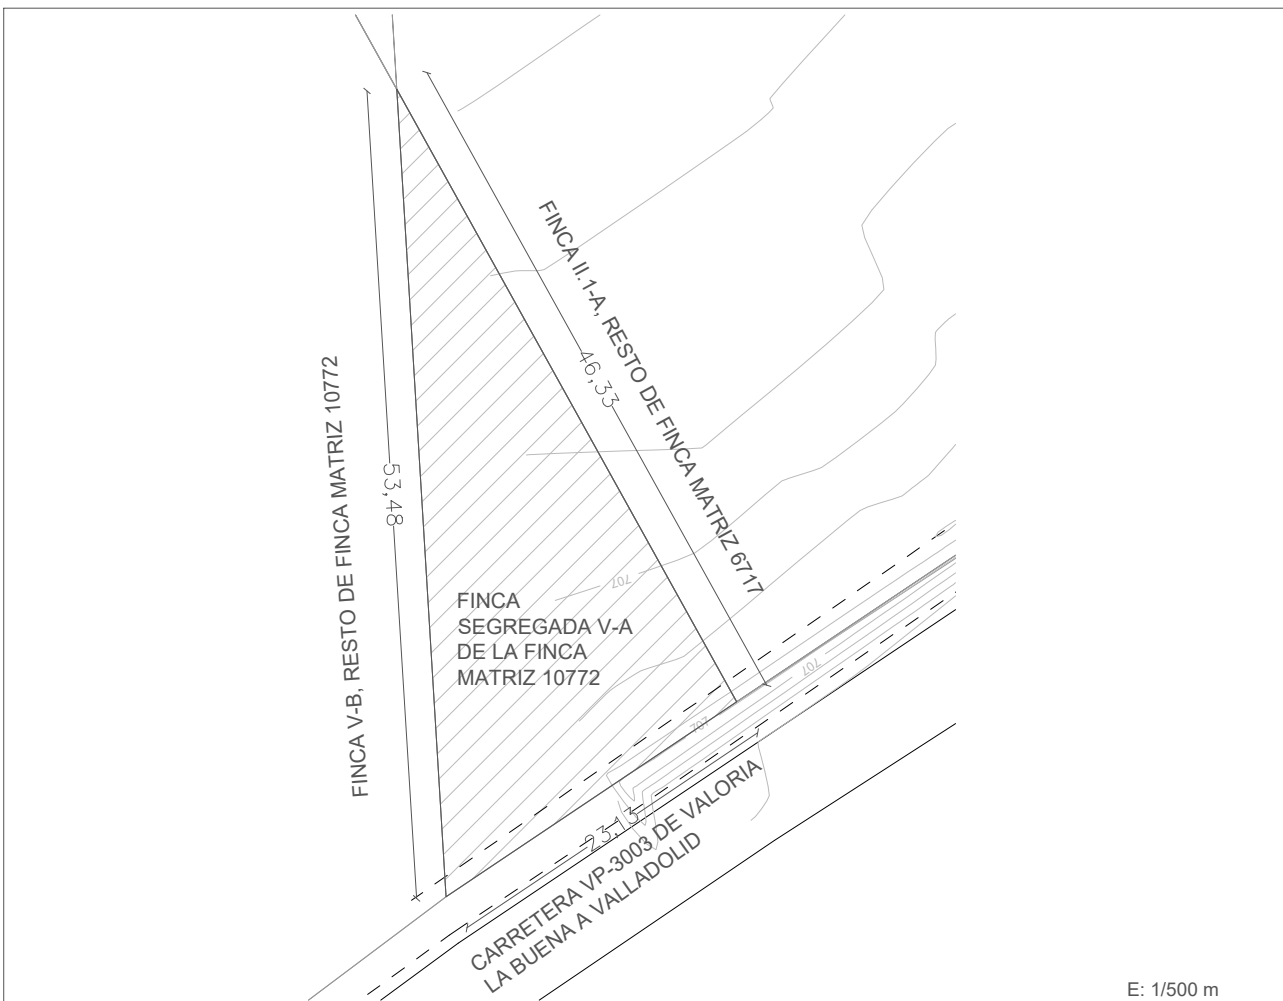 FINCA II.1-A, RESTO DE FINCA MATRIZ 6717
46,33
FINCA V-B, RESTO DE FINCA MATRIZ 10772
53,48
707
FINCA
SEGREGADA V-A
DE LA FINCA
MATRIZ 10772
707
707
23,13
CARRETERA VP-3003 DE VALORIA
LA BUENA A VALLADOLID
E: 1/500 m